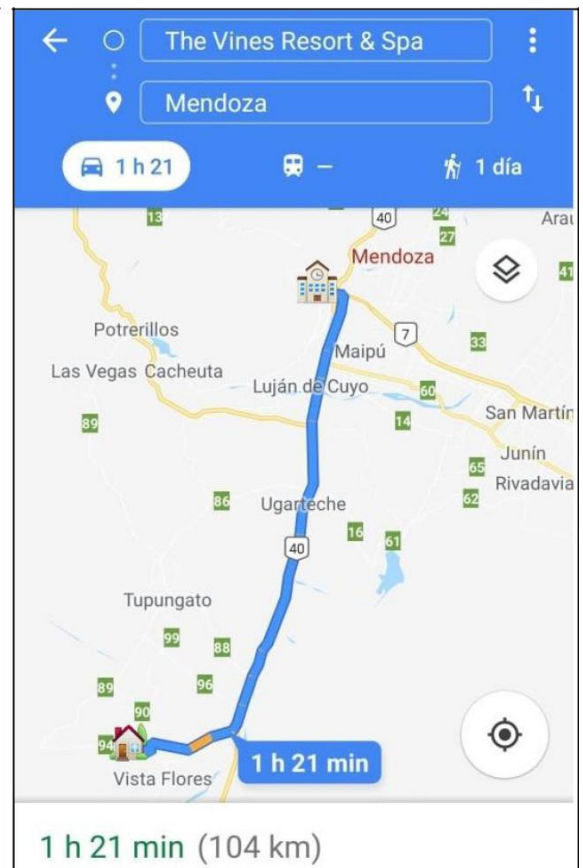 The Vines Resort & Spa
Mendoza
1 h 21
–
1 día
13
40
24
Arau
27
Mendoza
41
Potrerillos
7
33
Maipú
Las Vegas Cacheuta
Luján de Cuyo
60
San Martín
89
14
Junín
65
Rivadavia
86
Ugarteche
62
16
61
40
Tupungato
99
88
89
96
90
94
Vista Flores
1 h 21 min
1 h 21 min (104 km)